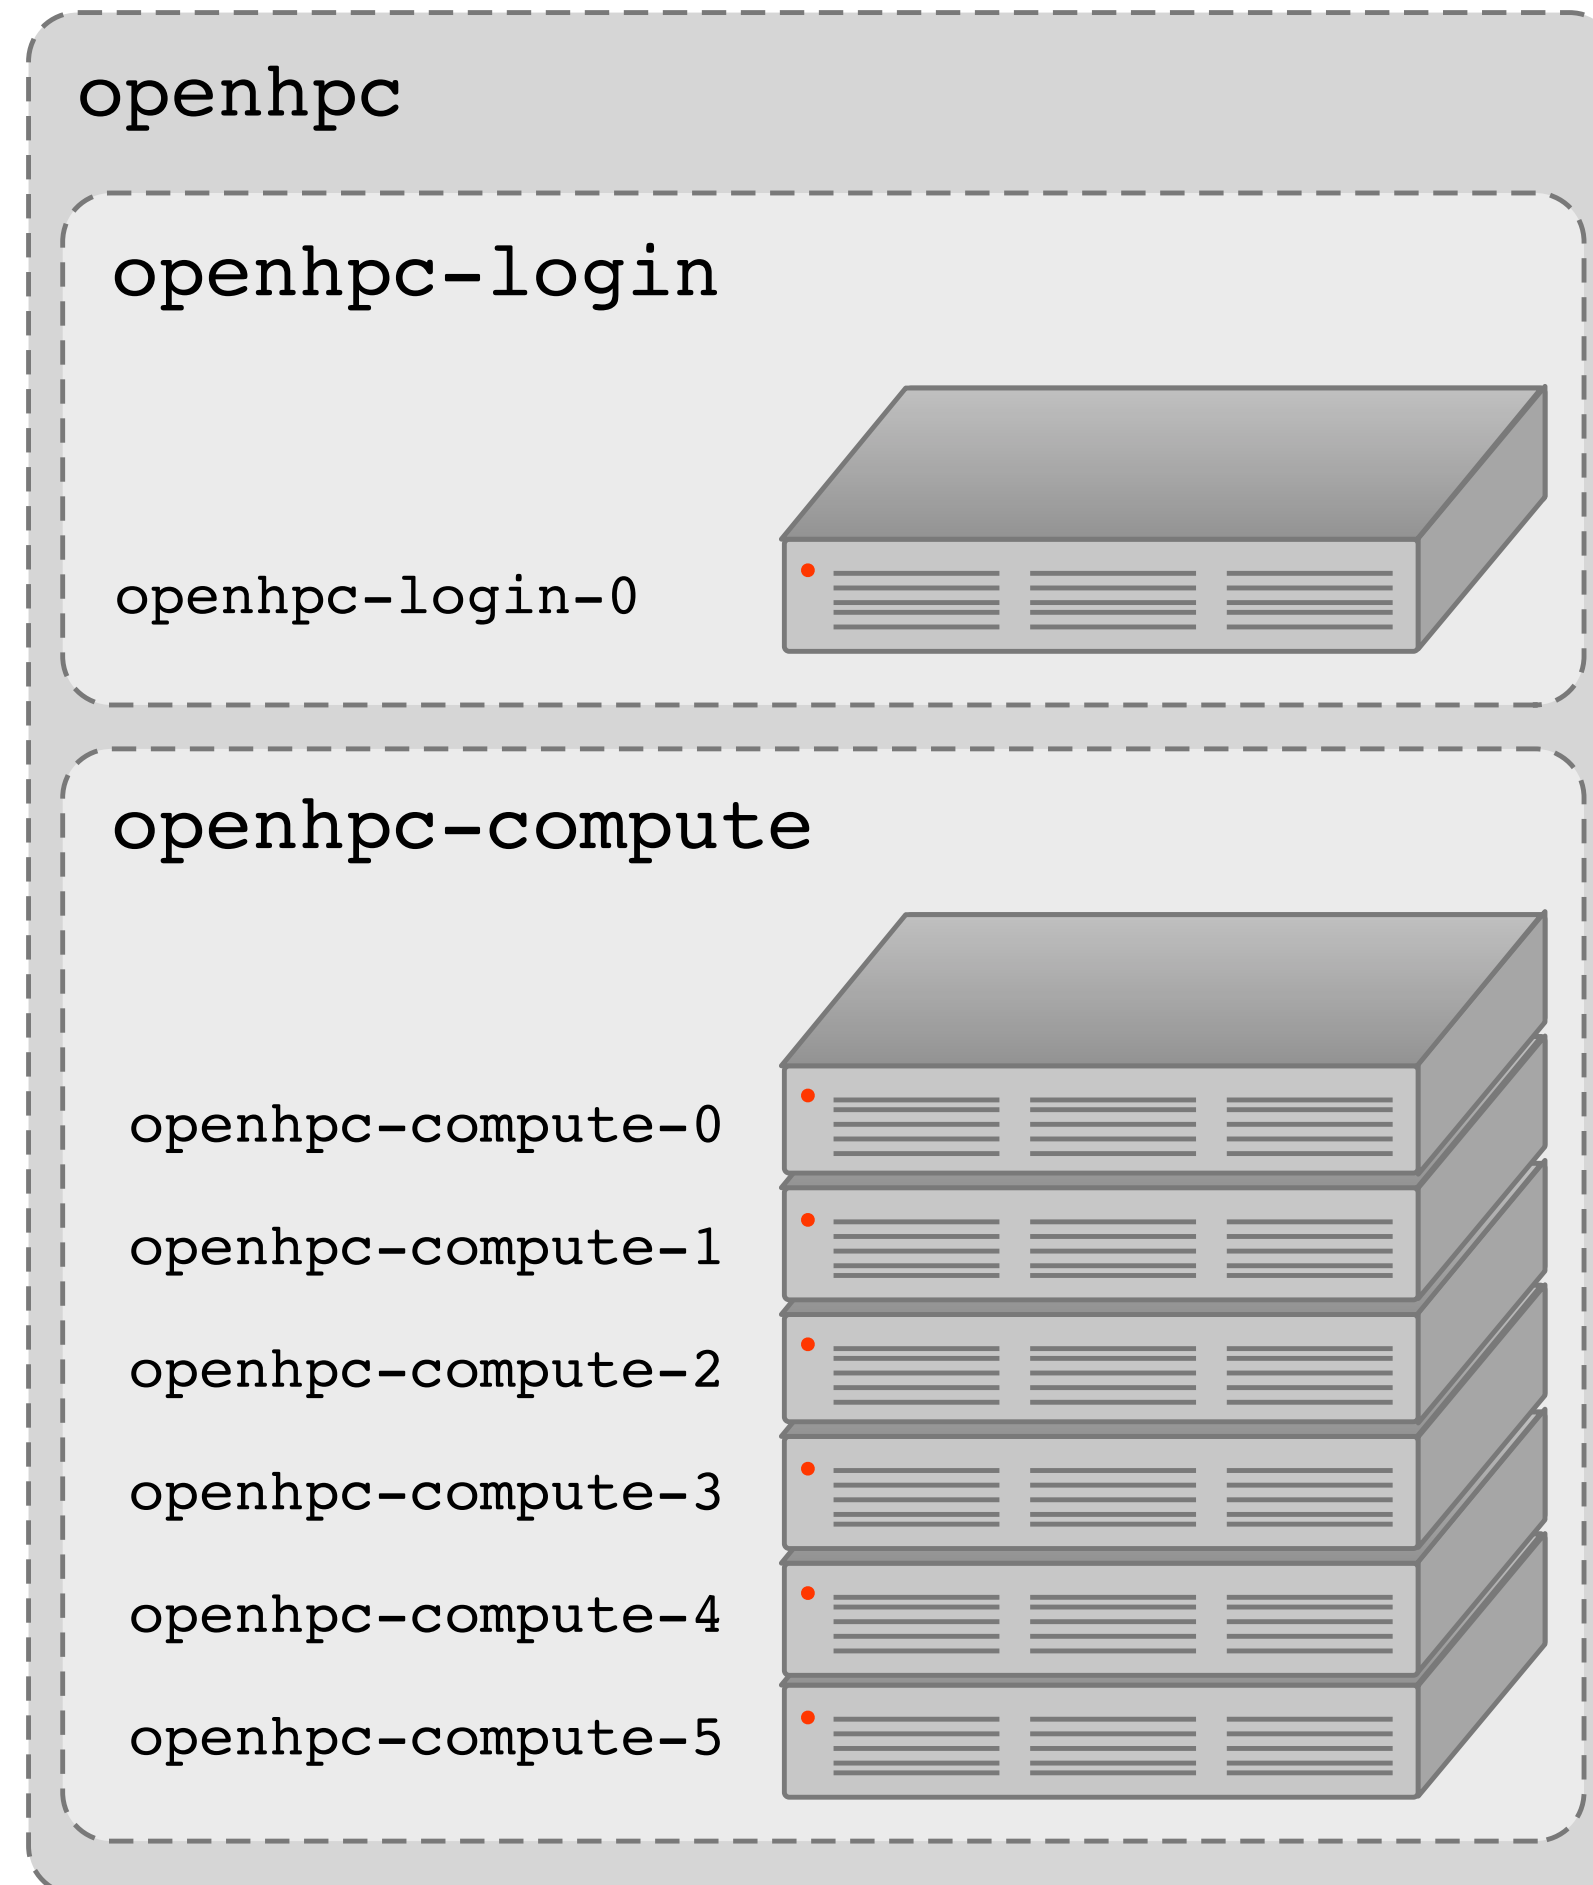 openhpc
openhpc-login
openhpc-login-0
openhpc-compute
openhpc-compute-0
openhpc-compute-1
openhpc-compute-2
openhpc-compute-3
openhpc-compute-4
openhpc-compute-5